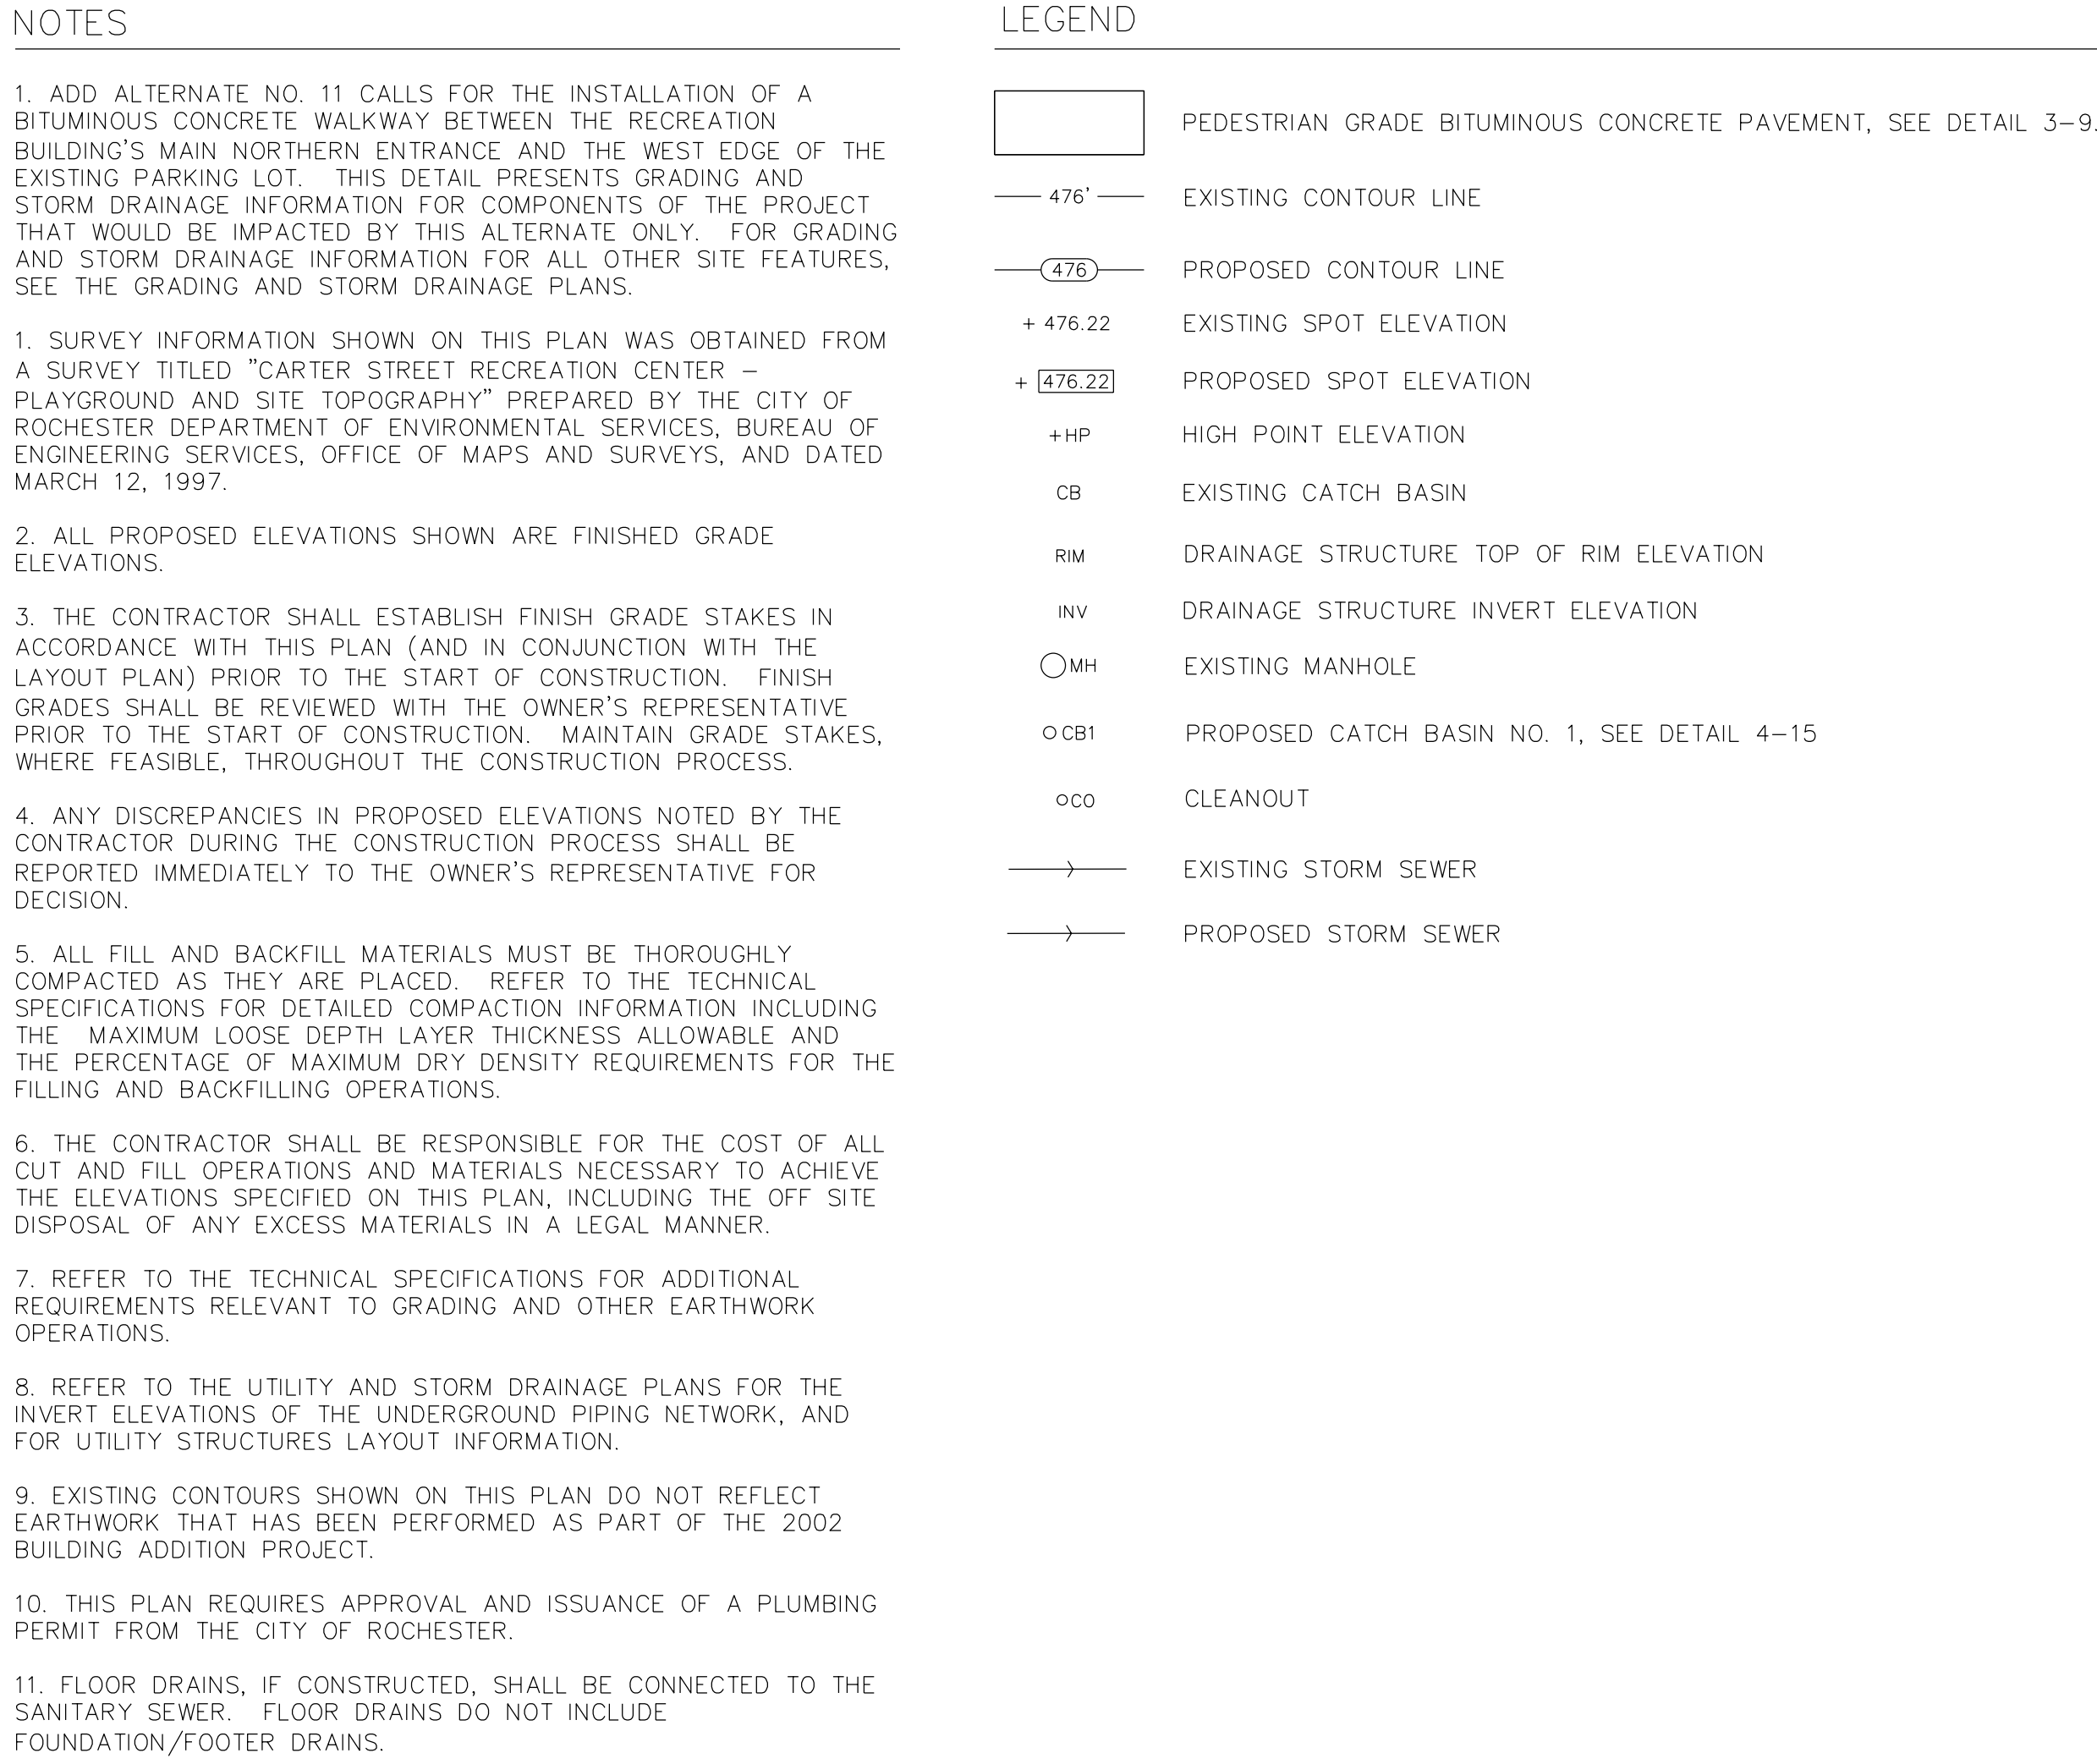 NOTES
1. ADD ALTERNATE NO. 11 CALLS FOR THE INSTALLATION OF A
BITUMINOUS CONCRETE WALKWAY BETWEEN THE RECREATION
BUILDING'S MAIN NORTHERN ENTRANCE AND THE WEST EDGE OF THE
EXISTING PARKING LOT. THIS DETAIL PRESENTS GRADING AND
STORM DRAINAGE INFORMATION FOR COMPONENTS OF THE PROJECT
THAT WOULD BE IMPACTED BY THIS ALTERNATE ONLY. FOR GRADING
AND STORM DRAINAGE INFORMATION FOR ALL OTHER SITE FEATURES,
SEE THE GRADING AND STORM DRAINAGE PLANS.
1. SURVEY INFORMATION SHOWN ON THIS PLAN WAS OBTAINED FROM
A SURVEY TITLED "CARTER STREET RECREATION CENTER –
PLAYGROUND AND SITE TOPOGRAPHY" PREPARED BY THE CITY OF
ROCHESTER DEPARTMENT OF ENVIRONMENTAL SERVICES, BUREAU OF
ENGINEERING SERVICES, OFFICE OF MAPS AND SURVEYS, AND DATED
MARCH 12, 1997.
2. ALL PROPOSED ELEVATIONS SHOWN ARE FINISHED GRADE
ELEVATIONS.
3. THE CONTRACTOR SHALL ESTABLISH FINISH GRADE STAKES IN
ACCORDANCE WITH THIS PLAN (AND IN CONJUNCTION WITH THE
LAYOUT PLAN) PRIOR TO THE START OF CONSTRUCTION. FINISH
GRADES SHALL BE REVIEWED WITH THE OWNER'S REPRESENTATIVE
PRIOR TO THE START OF CONSTRUCTION. MAINTAIN GRADE STAKES,
WHERE FEASIBLE, THROUGHOUT THE CONSTRUCTION PROCESS.
4. ANY DISCREPANCIES IN PROPOSED ELEVATIONS NOTED BY THE
CONTRACTOR DURING THE CONSTRUCTION PROCESS SHALL BE
REPORTED IMMEDIATELY TO THE OWNER'S REPRESENTATIVE FOR
DECISION.
5. ALL FILL AND BACKFILL MATERIALS MUST BE THOROUGHLY
COMPACTED AS THEY ARE PLACED. REFER TO THE TECHNICAL
SPECIFICATIONS FOR DETAILED COMPACTION INFORMATION INCLUDING
THE MAXIMUM LOOSE DEPTH LAYER THICKNESS ALLOWABLE AND
THE PERCENTAGE OF MAXIMUM DRY DENSITY REQUIREMENTS FOR THE
FILLING AND BACKFILLING OPERATIONS.
6. THE CONTRACTOR SHALL BE RESPONSIBLE FOR THE COST OF ALL
CUT AND FILL OPERATIONS AND MATERIALS NECESSARY TO ACHIEVE
THE ELEVATIONS SPECIFIED ON THIS PLAN, INCLUDING THE OFF SITE
DISPOSAL OF ANY EXCESS MATERIALS IN A LEGAL MANNER.
7. REFER TO THE TECHNICAL SPECIFICATIONS FOR ADDITIONAL
REQUIREMENTS RELEVANT TO GRADING AND OTHER EARTHWORK
OPERATIONS.
8. REFER TO THE UTILITY AND STORM DRAINAGE PLANS FOR THE
INVERT ELEVATIONS OF THE UNDERGROUND PIPING NETWORK, AND
FOR UTILITY STRUCTURES LAYOUT INFORMATION.
9. EXISTING CONTOURS SHOWN ON THIS PLAN DO NOT REFLECT
EARTHWORK THAT HAS BEEN PERFORMED AS PART OF THE 2002
BUILDING ADDITION PROJECT.
10. THIS PLAN REQUIRES APPROVAL AND ISSUANCE OF A PLUMBING
PERMIT FROM THE CITY OF ROCHESTER.
11. FLOOR DRAINS, IF CONSTRUCTED, SHALL BE CONNECTED TO THE
SANITARY SEWER. FLOOR DRAINS DO NOT INCLUDE
FOUNDATION/FOOTER DRAINS.
LEGEND
PEDESTRIAN GRADE BITUMINOUS CONCRETE PAVEMENT, SEE DETAIL 3–9.
476' EXISTING CONTOUR LINE
476 PROPOSED CONTOUR LINE
+ 476.22 EXISTING SPOT ELEVATION
+ 476.22 PROPOSED SPOT ELEVATION
+HP HIGH POINT ELEVATION
CB EXISTING CATCH BASIN
RIM DRAINAGE STRUCTURE TOP OF RIM ELEVATION
INV DRAINAGE STRUCTURE INVERT ELEVATION
MH EXISTING MANHOLE
CB1 PROPOSED CATCH BASIN NO. 1, SEE DETAIL 4–15
CO CLEANOUT
EXISTING STORM SEWER
PROPOSED STORM SEWER